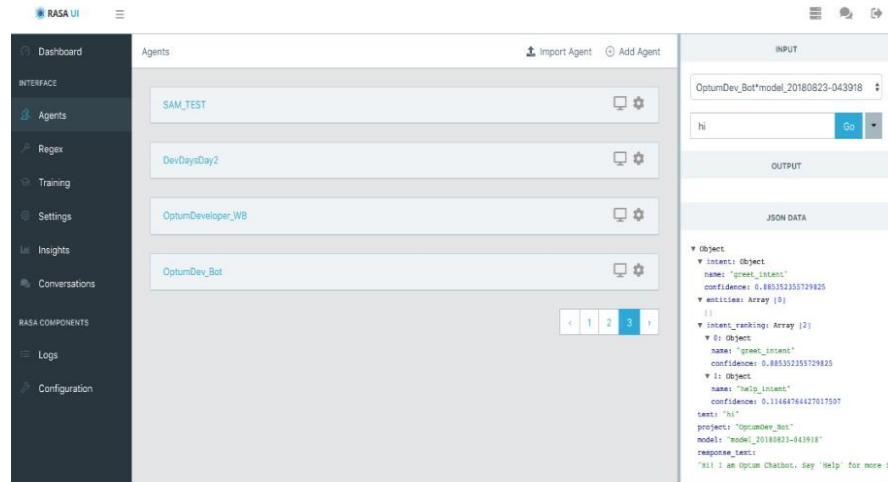 RASA UI
Dashboard
INTERFACE
Agents
Regex
Training
Settings
Insights
Conversations
RASA COMPONENTS
Logs
Configuration
Agents
Import Agent
Add Agent
SAM_TEST
DevDaysDay2
OptumDeveloper_WB
OptumDev_Bot
‹ 1 2 3 ›
INPUT
OptumDev_Bot*model_20180823-043918
hi
Go
OUTPUT
JSON DATA
▼ Object
▼ intent: Object
name: "greet_intent"
confidence: 0.885352355729825
▼ entities: Array [0]
[]
▼ intent_ranking: Array [2]
▼ 0: Object
name: "greet_intent"
confidence: 0.885352355729825
▼ 1: Object
name: "help_intent"
confidence: 0.11464764427017507
text: "hi"
project: "OptumDev_Bot"
model: "model_20180823-043918"
response_text:
"Hi! I am Optum Chatbot. Say 'Help' for more